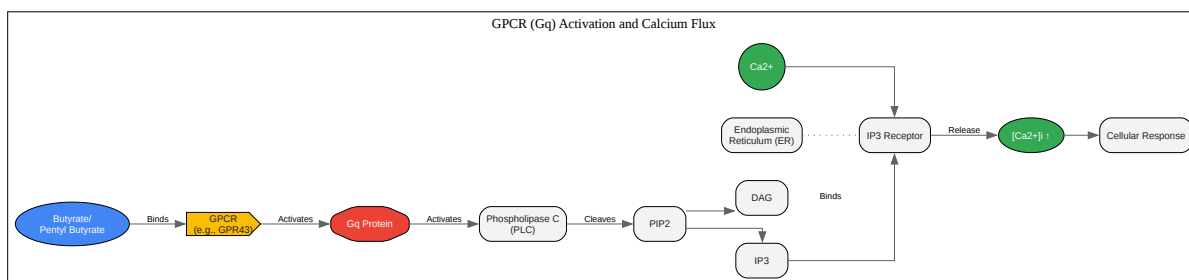 GPCR (Gq) Activation and Calcium Flux
Ca2+
Endoplasmic
Reticulum (ER)
IP3 Receptor
Release
[Ca2+]i ↑
Cellular Response
Butyrate/
Pentyl Butyrate
Binds
GPCR
(e.g., GPR43)
Activates
Gq Protein
Activates
Phospholipase C
(PLC)
Cleaves
PIP2
DAG
Binds
IP3